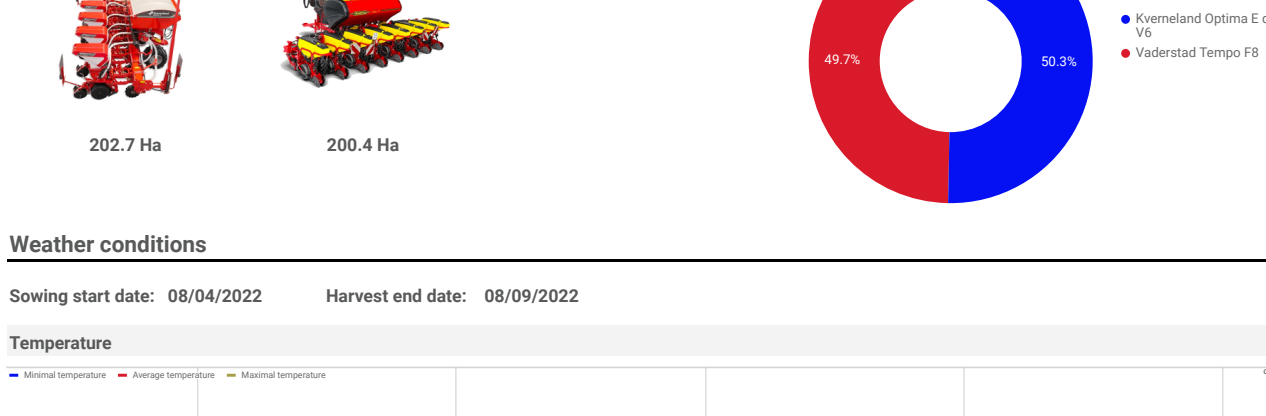 Kverneland Optima E
V6
49.7%
50.3%
Vaderstad Tempo F8
202.7 Ha
200.4 Ha
Weather conditions
Sowing start date: 08/04/2022
Harvest end date: 08/09/2022
Temperature
Minimal temperature
Average temperature
Maximal temperature